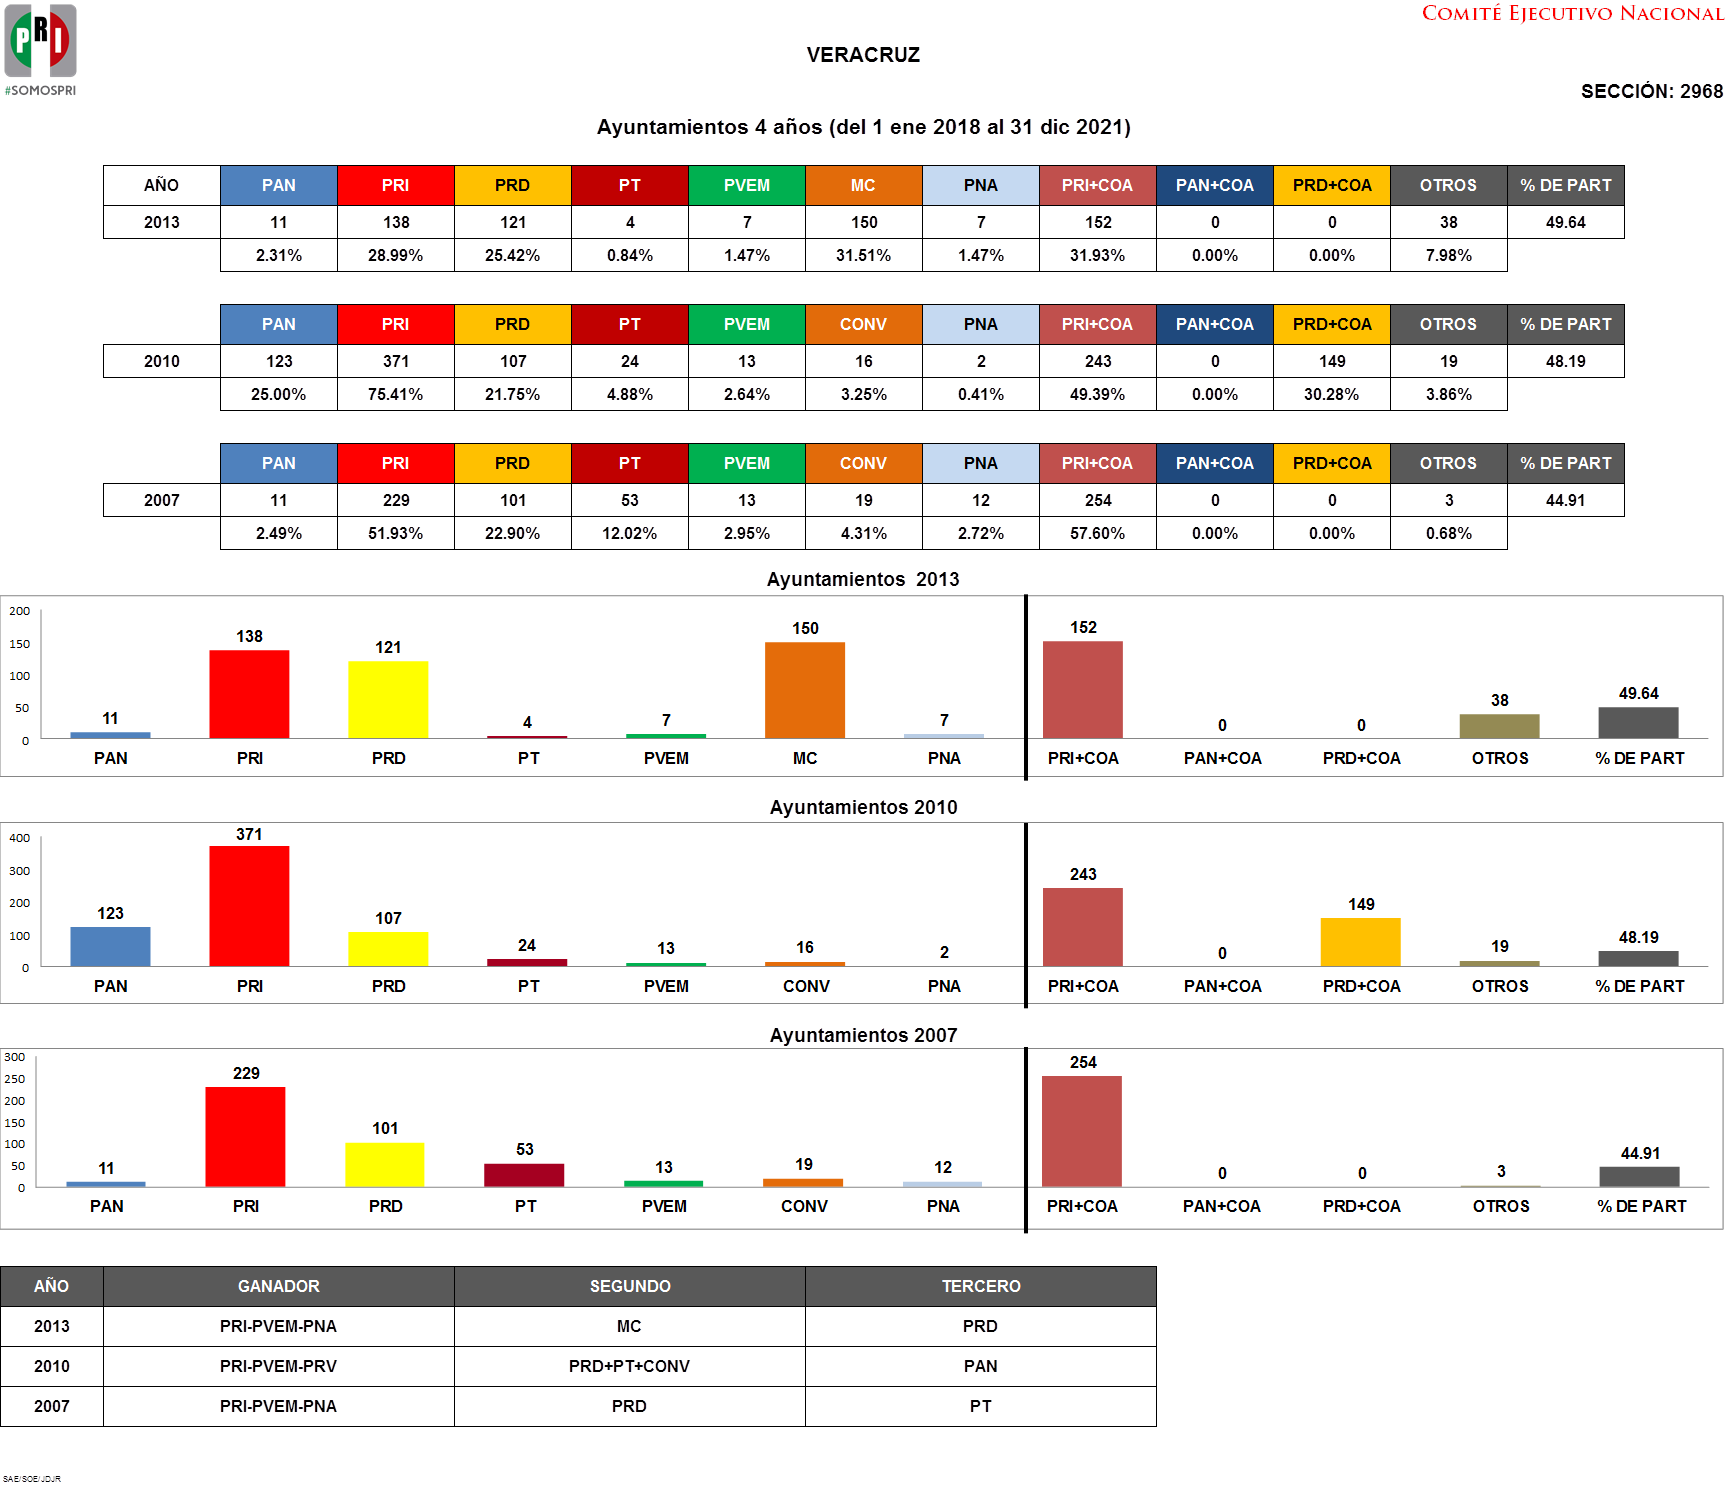 COMITÉ EJECUTIVO NACIONAL
PRI
#SOMOSPRI
VERACRUZ
SECCIÓN: 2968
Ayuntamientos 4 años (del 1 ene 2018 al 31 dic 2021)
AÑO PAN PRI PRD PT PVEM MC PNA PRI+COA PAN+COA PRD+COA OTROS % DE PART
2013 11 138 121 4 7 150 7 152 0 0 38 49.64
2.31% 28.99% 25.42% 0.84% 1.47% 31.51% 1.47% 31.93% 0.00% 0.00% 7.98%
PAN PRI PRD PT PVEM CONV PNA PRI+COA PAN+COA PRD+COA OTROS % DE PART
2010 123 371 107 24 13 16 2 243 0 149 19 48.19
25.00% 75.41% 21.75% 4.88% 2.64% 3.25% 0.41% 49.39% 0.00% 30.28% 3.86%
PAN PRI PRD PT PVEM CONV PNA PRI+COA PAN+COA PRD+COA OTROS % DE PART
2007 11 229 101 53 13 19 12 254 0 0 3 44.91
2.49% 51.93% 22.90% 12.02% 2.95% 4.31% 2.72% 57.60% 0.00% 0.00% 0.68%
Ayuntamientos 2013
200
150
100
50
0
11 138 121 4 7 150 7 152 0 0 38 49.64
PAN PRI PRD PT PVEM MC PNA PRI+COA PAN+COA PRD+COA OTROS % DE PART
Ayuntamientos 2010
400
300
200
100
0
123 371 107 24 13 16 2 243 0 149 19 48.19
PAN PRI PRD PT PVEM CONV PNA PRI+COA PAN+COA PRD+COA OTROS % DE PART
Ayuntamientos 2007
300
250
200
150
100
50
0
11 229 101 53 13 19 12 254 0 0 3 44.91
PAN PRI PRD PT PVEM CONV PNA PRI+COA PAN+COA PRD+COA OTROS % DE PART
AÑO GANADOR SEGUNDO TERCERO
2013 PRI-PVEM-PNA MC PRD
2010 PRI-PVEM-PRV PRD+PT+CONV PAN
2007 PRI-PVEM-PNA PRD PT
SAE/SOE/JDJR